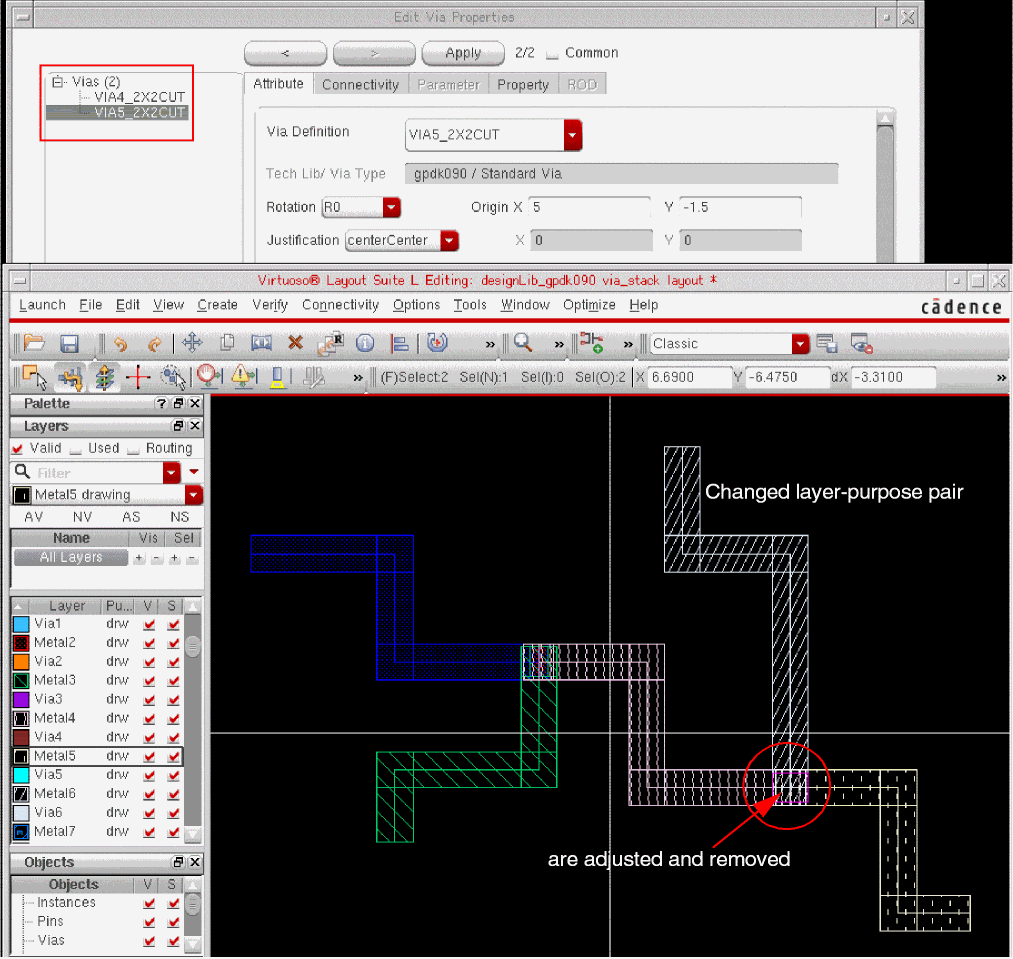 Edit Via Properties
< > Apply 2/2 Common
Vias (2)
VIA4_2X2CUT
VIA5_2X2CUT
Attribute Connectivity Parameter Property ROD
Via Definition VIA5_2X2CUT
Tech Lib/ Via Type gpdk090 / Standard Via
Rotation R0 Origin X 5 Y -1.5
Justification centerCenter X 0 Y 0
Virtuoso® Layout Suite L Editing: designLib_gpdk090 via_stack layout *
Launch File Edit View Create Verify Connectivity Options Tools Window Optimize Help cādence
R » » » Classic
» (F)Select:2 Sel(N):1 Sel(I):0 Sel(O):2 X 6.6900 Y -6.4750 dX -3.3100 »
Palette
Layers
Valid Used Routing
Filter
Metal5 drawing
AV NV AS NS
Name Vis Sel
All Layers + - + -
Layer Pu... V S
Via1 drw
Metal2 drw
Via2 drw
Metal3 drw
Via3 drw
Metal4 drw
Via4 drw
Metal5 drw
Via5 drw
Metal6 drw
Via6 drw
Metal7 drw
Objects
Objects V S
Instances
Pins
Vias
Changed layer-purpose pair
are adjusted and removed